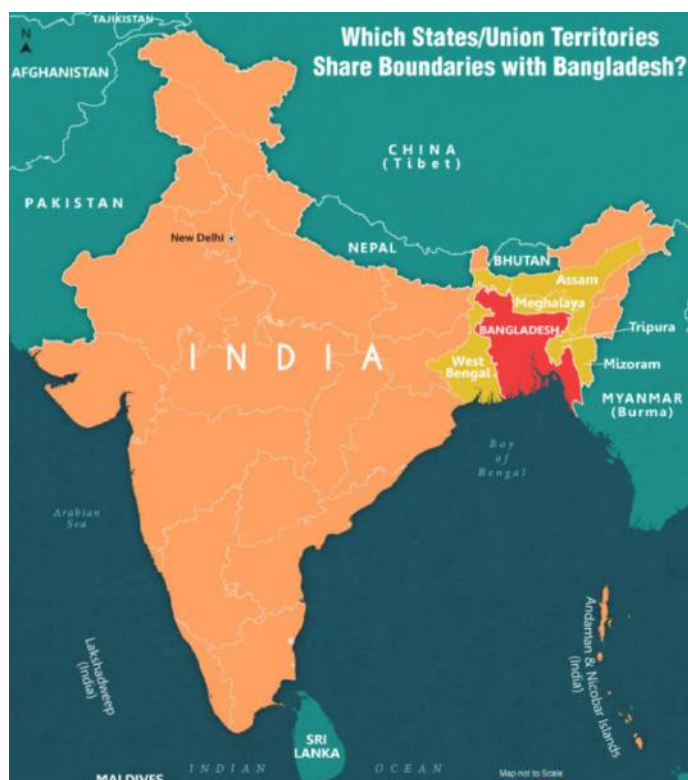 TAJIKISTAN
N
Which States/Union Territories
Share Boundaries with Bangladesh?
AFGHANISTAN
CHINA
(Tibet)
PAKISTAN
New Delhi
NEPAL
BHUTAN
Assam
Meghalaya
BANGLADESH
Tripura
INDIA
West
Bengal
Mizoram
MYANMAR
(Burma)
Bay
of
Bengal
Arabian
Sea
Lakshadweep
(India)
Andaman & Nicobar Islands
(India)
SRI
LANKA
INDIAN OCEAN
MALDIVES
Map not to Scale